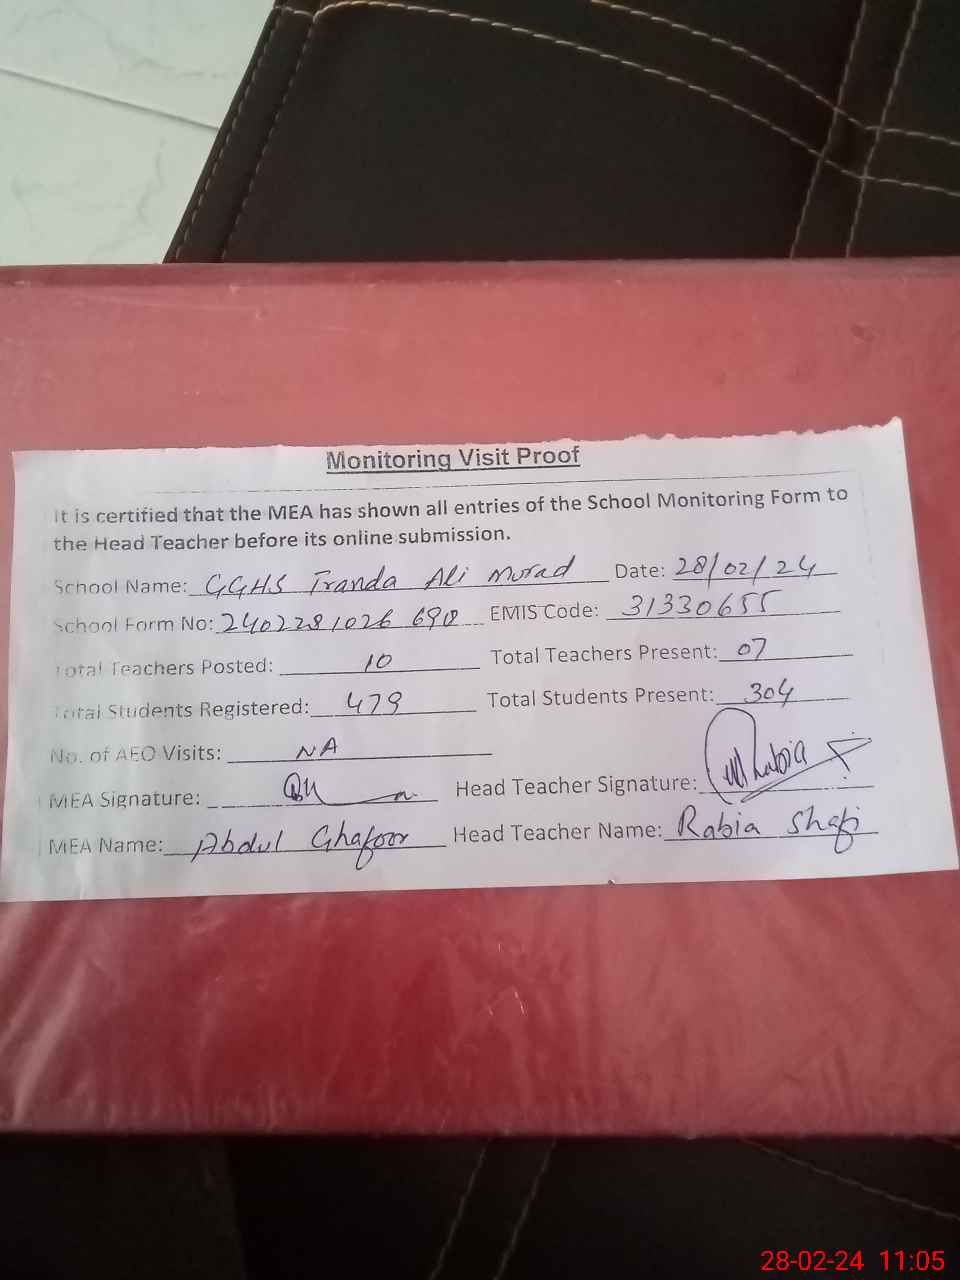 Monitoring Visit Proof
It is certified that the MEA has shown all entries of the School Monitoring Form to
the Head Teacher before its online submission.
School Name: GGHS Tranda Ali Murad Date: 28/02/24
School Form No: 2402281026 690 EMIS Code: 31330655
Total Teachers Posted: 10 Total Teachers Present: 07
Total Students Registered: 479 Total Students Present: 304
No. of AEO Visits: NA
MEA Signature: Head Teacher Signature: Rabia
MEA Name: Abdul Ghafoor Head Teacher Name: Rabia Shafi
28-02-24 11:05